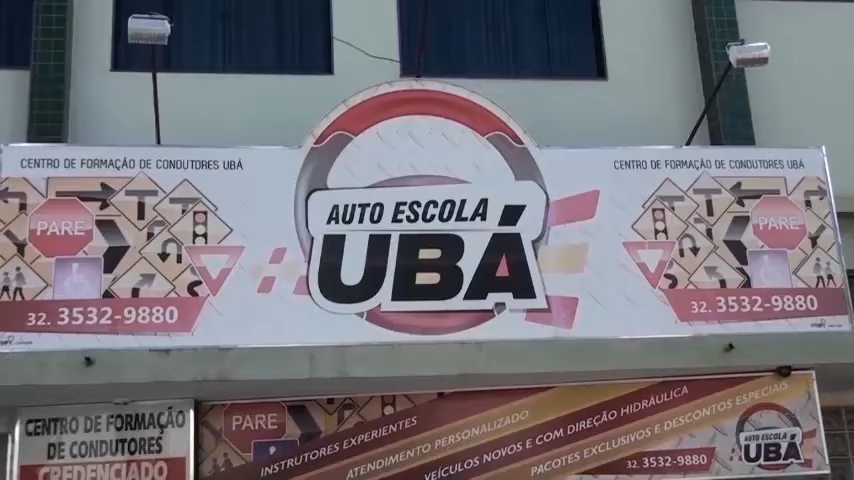 CENTRO DE FORMAÇÃO DE CONDUTORES UBÁ
CENTRO DE FORMAÇÃO DE CONDUTORES UBÁ
PARE
AUTO ESCOLA
UBÁ
PARE
32. 3532-9880
32. 3532-9880
CENTRO DE FORMAÇÃO
DE CONDUTORES
CREDENCIADO
PARE
INSTRUTORES EXPERIENTES
ATENDIMENTO PERSONALIZADO
VEÍCULOS NOVOS E COM DIREÇÃO HIDRÁULICA
PACOTES EXCLUSIVOS E DESCONTOS ESPECIAIS
32. 3532-9880
AUTO ESCOLA
UBÁ